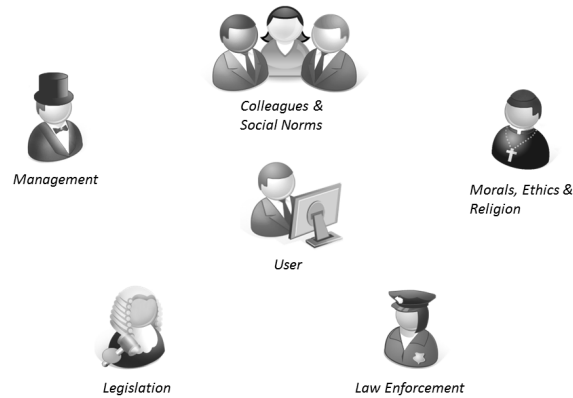 Colleagues &
Social Norms
Management
Morals, Ethics &
Religion
User
Legislation
Law Enforcement